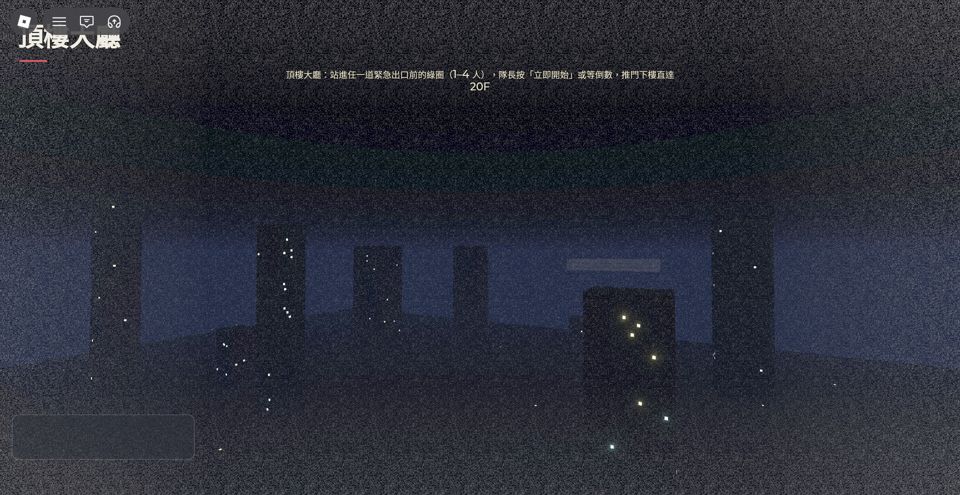 頂樓大廳
頂樓大廳：站進任一道緊急出口前的綠圈（1–4 人），隊長按「立即開始」或等倒數，推門下樓直達
20F